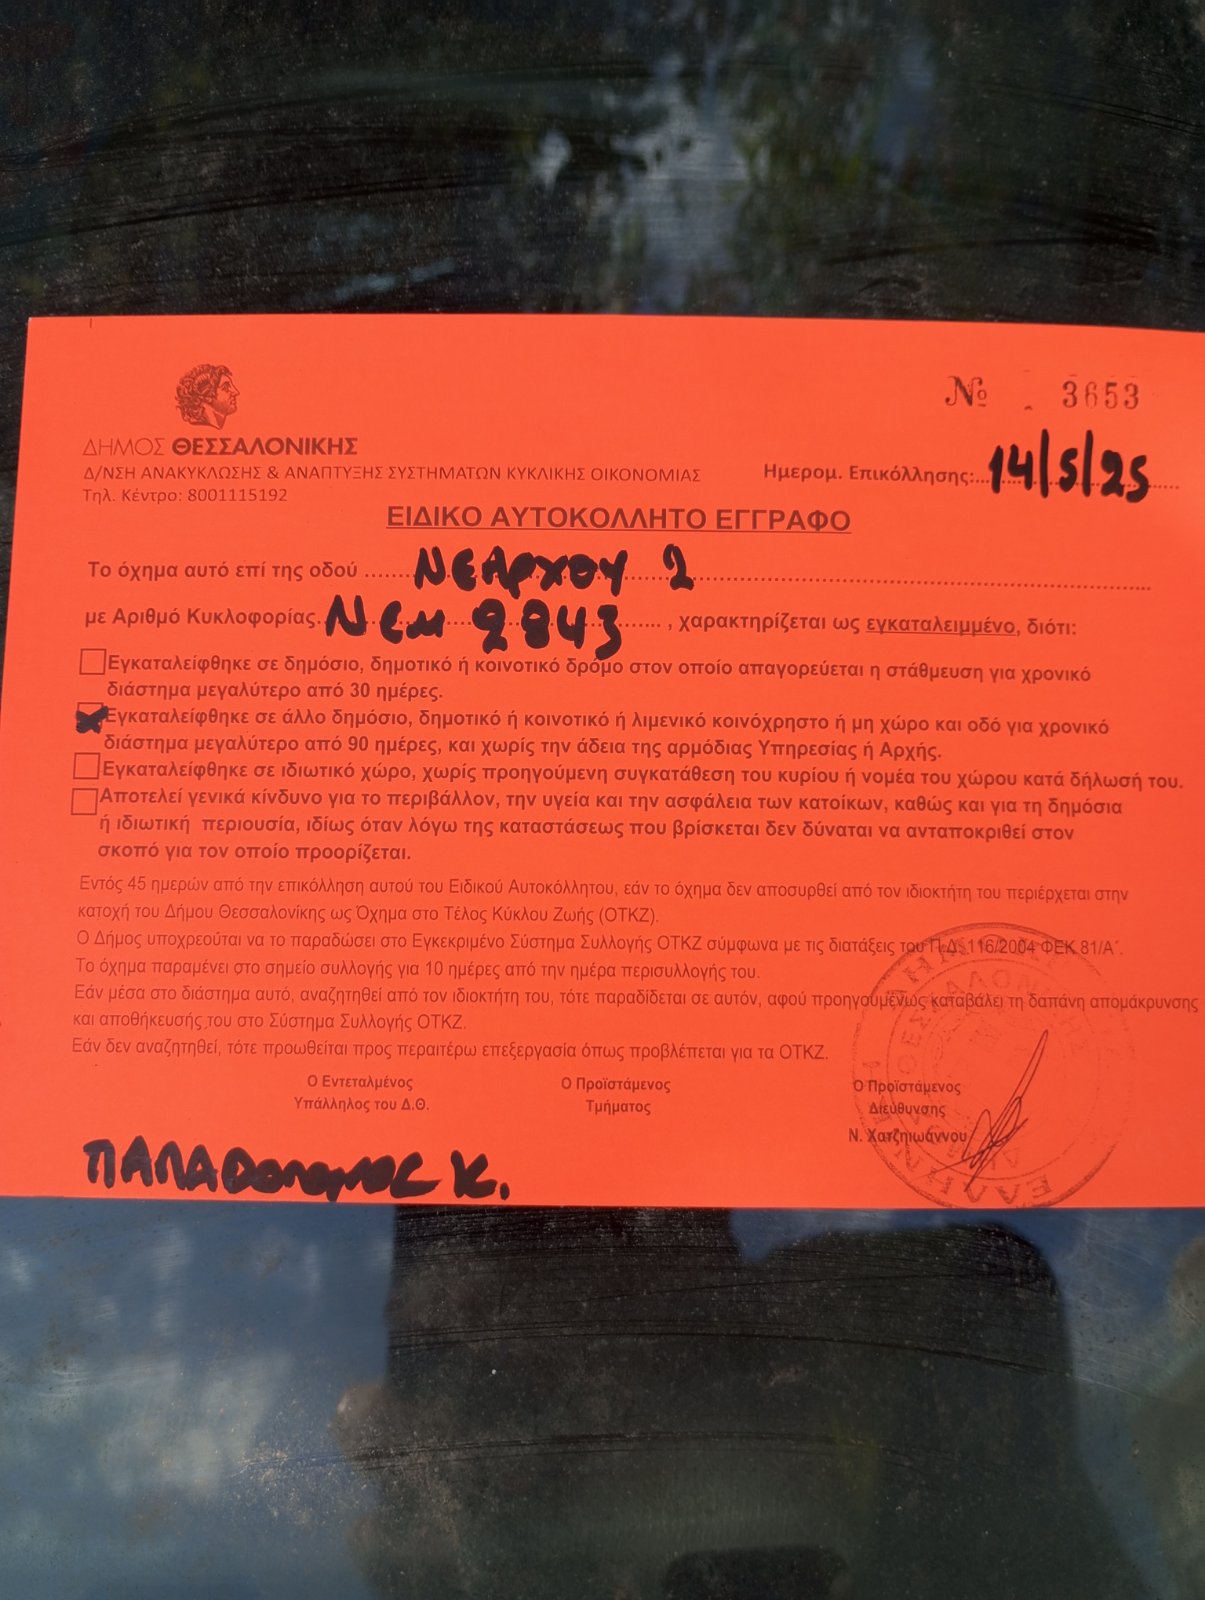 № 3653
ΔΗΜΟΣ ΘΕΣΣΑΛΟΝΙΚΗΣ
Δ/ΝΣΗ ΑΝΑΚΥΚΛΩΣΗΣ & ΑΝΑΠΤΥΞΗΣ ΣΥΣΤΗΜΑΤΩΝ ΚΥΚΛΙΚΗΣ ΟΙΚΟΝΟΜΙΑΣ
Ημερομ. Επικόλλησης: 14/5/25
Τηλ. Κέντρο: 8001115192
ΕΙΔΙΚΟ ΑΥΤΟΚΟΛΛΗΤΟ ΕΓΓΡΑΦΟ
Το όχημα αυτό επί της οδού ΝΕΑΡΧΟΥ 2
με Αριθμό Κυκλοφορίας. ΝΕΜ 2843 , χαρακτηρίζεται ως εγκαταλειμμένο, διότι:
Εγκαταλείφθηκε σε δημόσιο, δημοτικό ή κοινοτικό δρόμο στον οποίο απαγορεύεται η στάθμευση για χρονικό
διάστημα μεγαλύτερο από 30 ημέρες.
Εγκαταλείφθηκε σε άλλο δημόσιο, δημοτικό ή κοινοτικό ή λιμενικό κοινόχρηστο ή μη χώρο και οδό για χρονικό
διάστημα μεγαλύτερο από 90 ημέρες, και χωρίς την άδεια της αρμόδιας Υπηρεσίας ή Αρχής.
Εγκαταλείφθηκε σε ιδιωτικό χώρο, χωρίς προηγούμενη συγκατάθεση του κυρίου ή νομέα του χώρου κατά δήλωσή του.
Αποτελεί γενικά κίνδυνο για το περιβάλλον, την υγεία και την ασφάλεια των κατοίκων, καθώς και για τη δημόσια
ή ιδιωτική περιουσία, ιδίως όταν λόγω της καταστάσεως που βρίσκεται δεν δύναται να ανταποκριθεί στον
σκοπό για τον οποίο προορίζεται.
Εντός 45 ημερών από την επικόλληση αυτού του Ειδικού Αυτοκόλλητου, εάν το όχημα δεν αποσυρθεί από τον ιδιοκτήτη του περιέρχεται στην
κατοχή του Δήμου Θεσσαλονίκης ως Όχημα στο Τέλος Κύκλου Ζωής (ΟΤΚΖ).
Ο Δήμος υποχρεούται να το παραδώσει στο Εγκεκριμένο Σύστημα Συλλογής ΟΤΚΖ σύμφωνα με τις διατάξεις του Π.Δ. 116/2004 ΦΕΚ 81/Α΄.
Το όχημα παραμένει στο σημείο συλλογής για 10 ημέρες από την ημέρα περισυλλογής του.
Εάν μέσα στο διάστημα αυτό, αναζητηθεί από τον ιδιοκτήτη του, τότε παραδίδεται σε αυτόν, αφού προηγουμένως καταβάλει τη δαπάνη απομάκρυνσης
και αποθήκευσής του στο Σύστημα Συλλογής ΟΤΚΖ.
Εάν δεν αναζητηθεί, τότε προωθείται προς περαιτέρω επεξεργασία όπως προβλέπεται για τα ΟΤΚΖ.
Ο Εντεταλμένος
Υπάλληλος του Δ.Θ.
Ο Προϊστάμενος
Τμήματος
Ο Προϊστάμενος
Διεύθυνσης
Ν. Χατζηιωάννου
ΠΑΠΑΔΟΠΟΥΛΟΣ Κ.